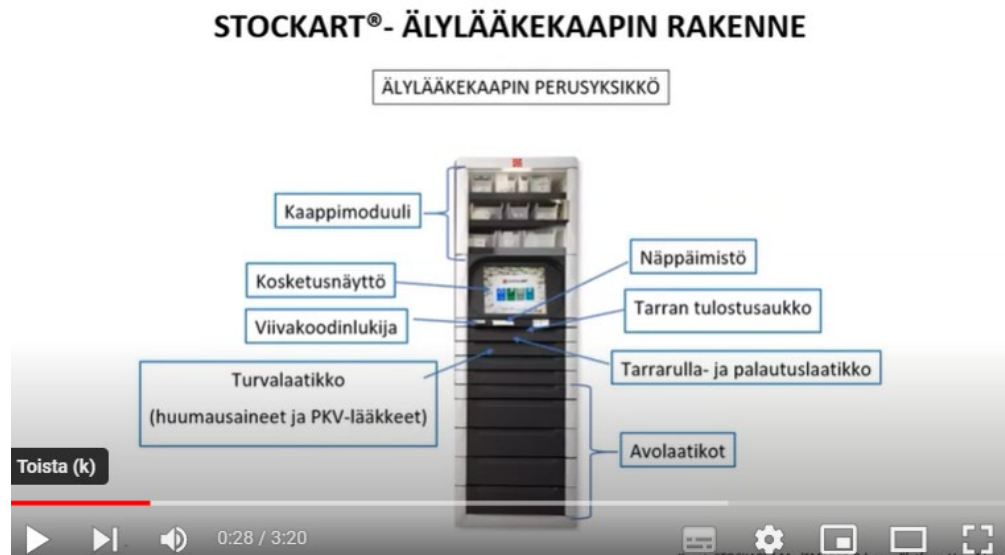 STOCKART®- ÄLYLÄÄKEKAAPIN RAKENNE
ÄLYLÄÄKEKAAPIN PERUSYKSIKKÖ
Kaappimoduuli
Näppäimistö
Kosketusnäyttö
Tarran tulostusaukko
Viivakoodinlukija
Tarrarulla- ja palautuslaatikko
Turvalaatikko
(huumausaineet ja PKV-lääkkeet)
Avolaatikot
Toista (k)
0:28 / 3:20